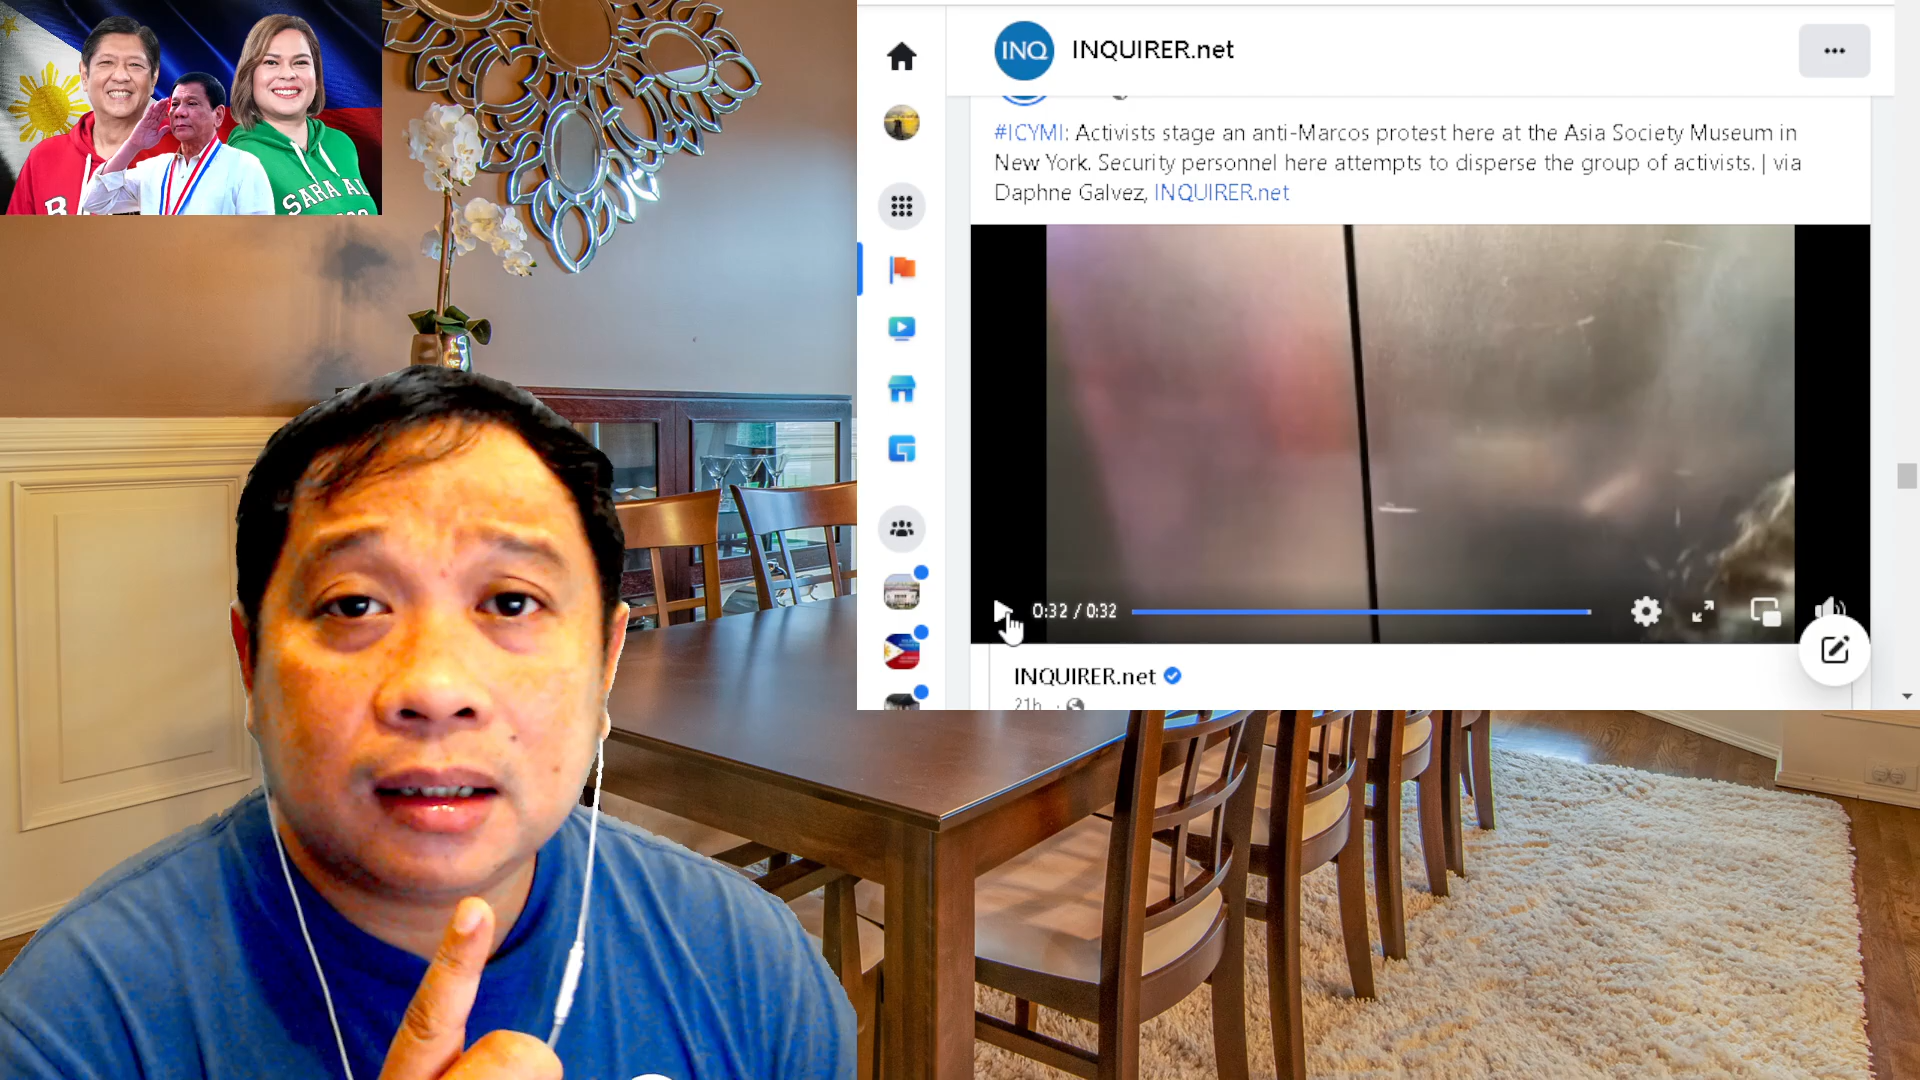 INQ INQUIRER.net
#ICYMI: Activists stage an anti-Marcos protest here at the Asia Society Museum in
New York. Security personnel here attempts to disperse the group of activists. | via
Daphne Galvez, INQUIRER.net
0:32 / 0:32
INQUIRER.net
21h
SARA